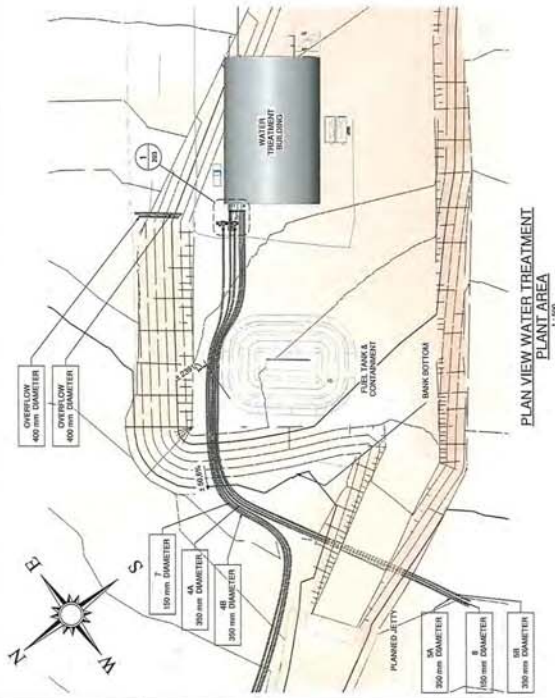 OVERFLOW
400 mm DIAMETER
OVERFLOW
400 mm DIAMETER
N
E
S
W
7
150 mm DIAMETER
4A
350 mm DIAMETER
4B
350 mm DIAMETER
1
WATER
TREATMENT
BUILDING
FUEL TANK &
CONTAINMENT
BANK BOTTOM
PLANNED JETTY
5A
350 mm DIAMETER
8
150 mm DIAMETER
5B
350 mm DIAMETER
PLAN VIEW WATER TREATMENT
PLANT AREA